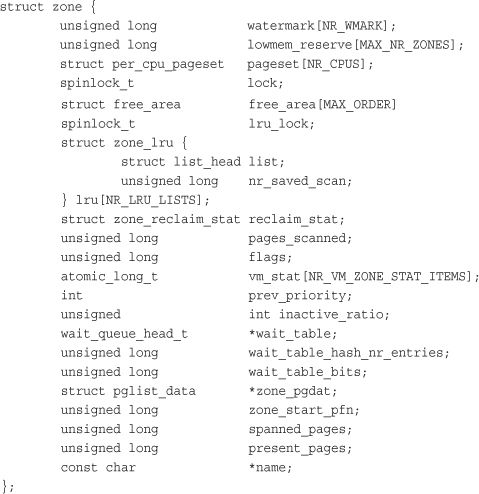 struct zone {
        unsigned long            watermark[NR_WMARK];
        unsigned long            lowmem_reserve[MAX_NR_ZONES];
        struct per_cpu_pageset   pageset[NR_CPUS];
        spinlock_t               lock;
        struct free_area         free_area[MAX_ORDER]
        spinlock_t               lru_lock;
        struct zone_lru {
                struct list_head list;
                unsigned long    nr_saved_scan;
        } lru[NR_LRU_LISTS];
        struct zone_reclaim_stat reclaim_stat;
        unsigned long            pages_scanned;
        unsigned long            flags;
        atomic_long_t            vm_stat[NR_VM_ZONE_STAT_ITEMS];
        int                      prev_priority;
        unsigned                 int inactive_ratio;
        wait_queue_head_t        *wait_table;
        unsigned long            wait_table_hash_nr_entries;
        unsigned long            wait_table_bits;
        struct pglist_data       *zone_pgdat;
        unsigned long            zone_start_pfn;
        unsigned long            spanned_pages;
        unsigned long            present_pages;
        const char               *name;
};